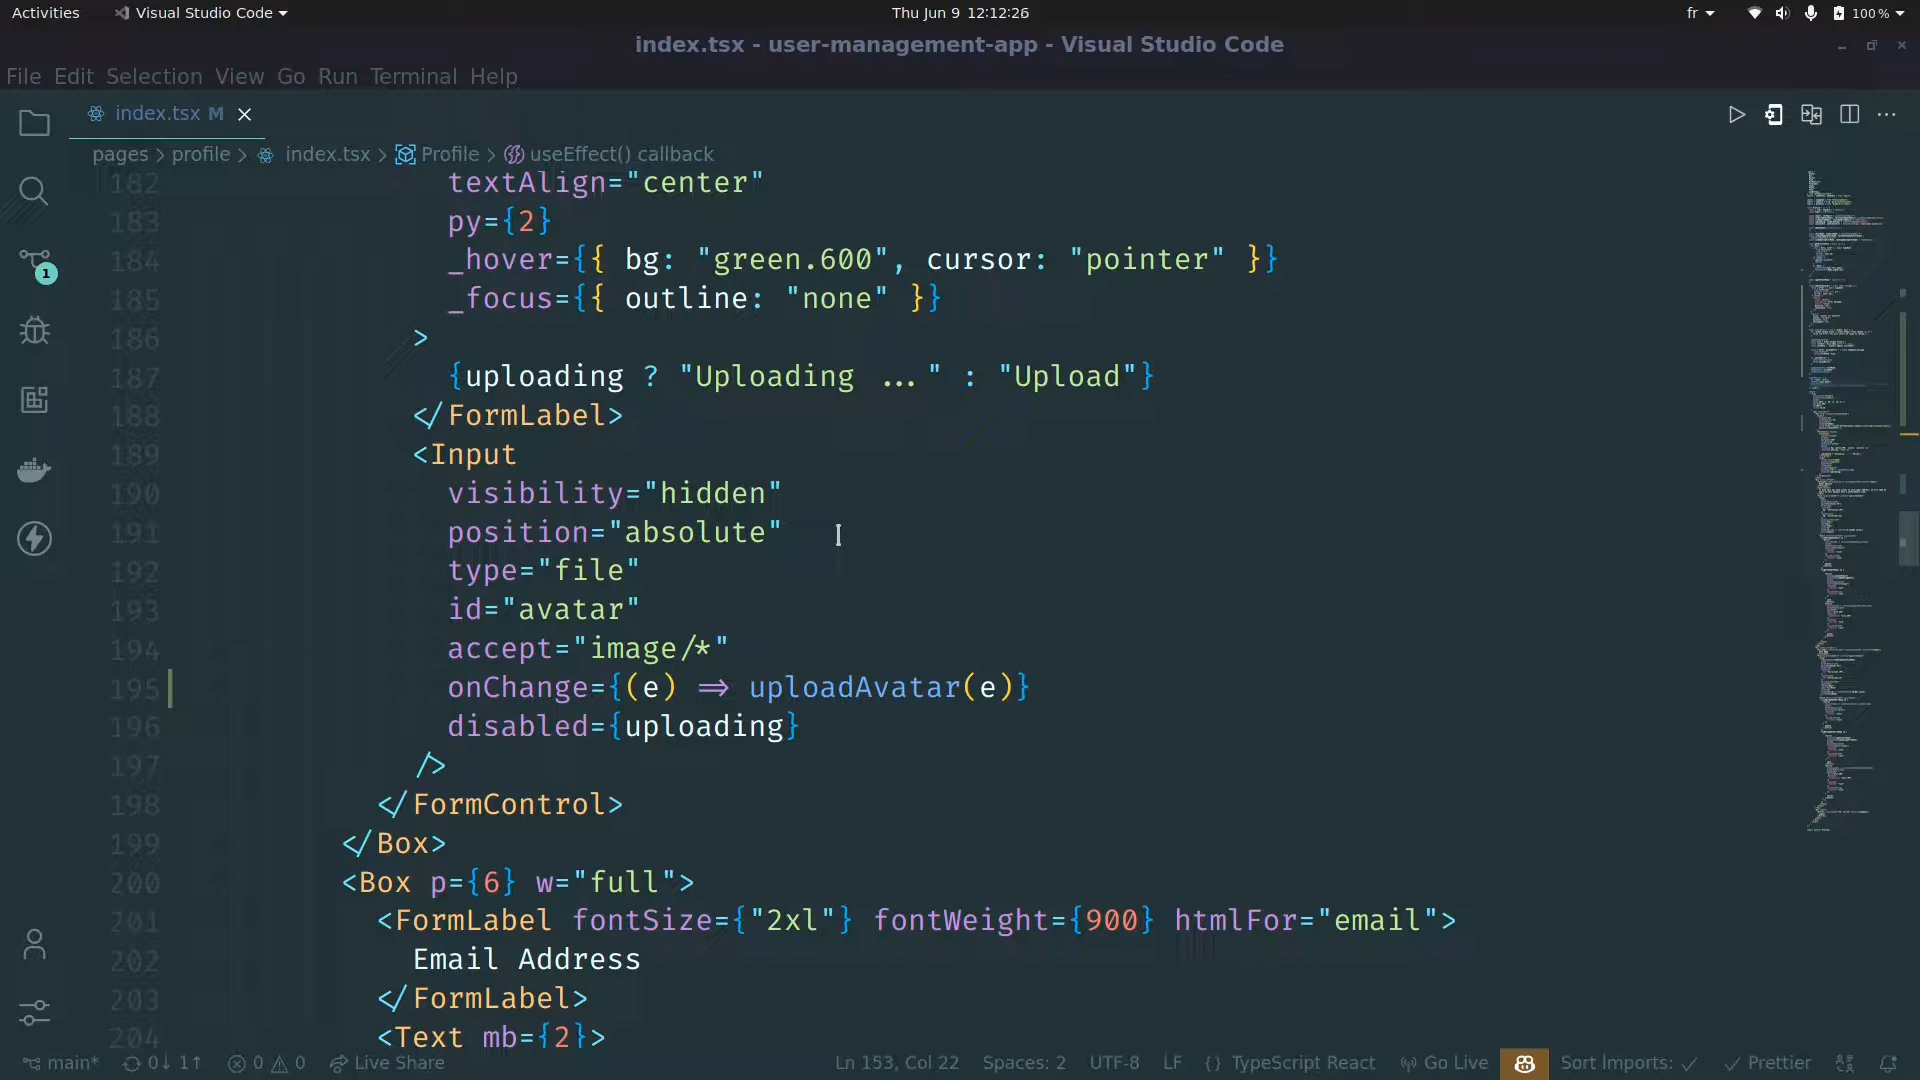 Activities
Visual Studio Code
Thu Jun 9 12:12:26
fr
100 %
index.tsx - user-management-app - Visual Studio Code
File Edit Selection View Go Run Terminal Help
index.tsx M
pages > profile > index.tsx > Profile > useEffect() callback
1
182 textAlign="center"
183 py={2}
184 _hover={{ bg: "green.600", cursor: "pointer" }}
185 _focus={{ outline: "none" }}
186 >
187 {uploading ? "Uploading ..." : "Upload"}
188 </FormLabel>
189 <Input
190 visibility="hidden"
191 position="absolute"
192 type="file"
193 id="avatar"
194 accept="image/*"
195 onChange={(e) => uploadAvatar(e)}
196 disabled={uploading}
197 />
198 </FormControl>
199 </Box>
200 <Box p={6} w="full">
201 <FormLabel fontSize={"2xl"} fontWeight={900} htmlFor="email">
202 Email Address
203 </FormLabel>
204 <Text mb={2}>
main* 0↓ 1↑ 0 0 Live Share Ln 153, Col 22 Spaces: 2 UTF-8 LF {} TypeScript React Go Live Sort Imports: ✓ ✓ Prettier